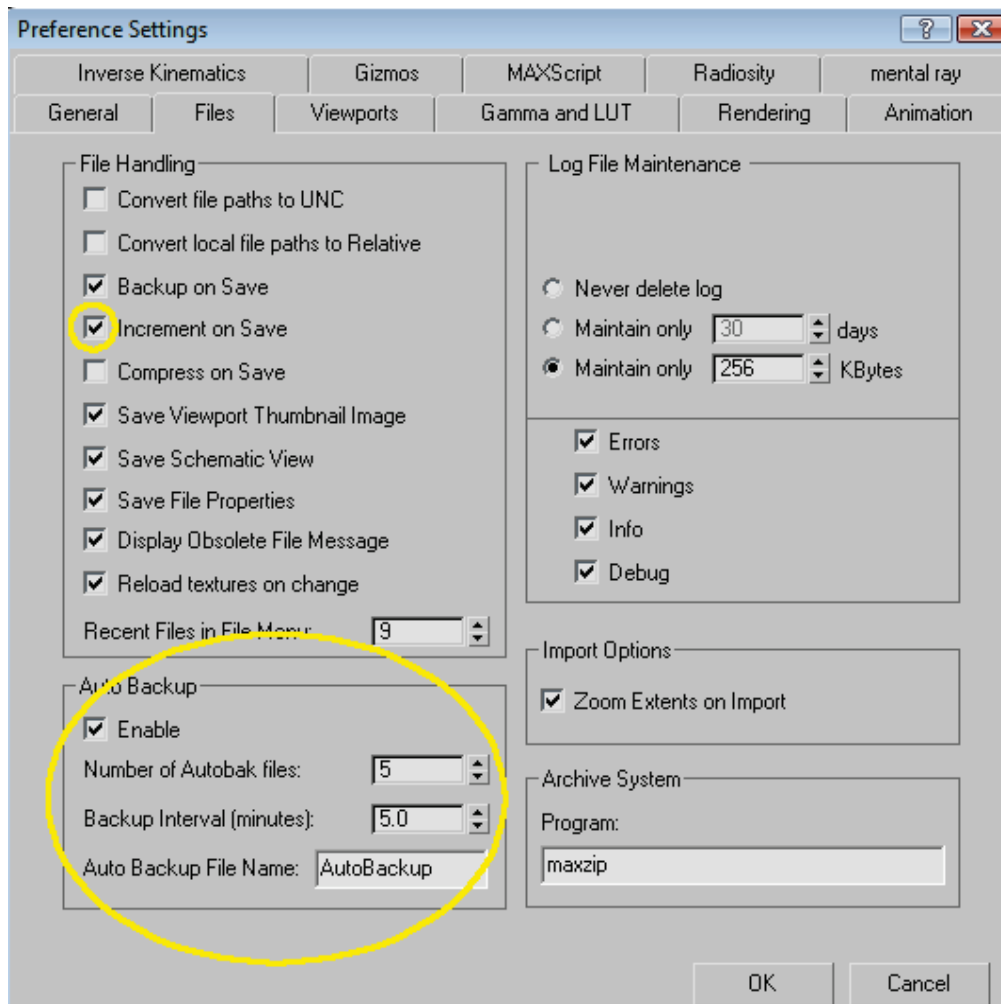 Preference Settings
Inverse Kinematics
Gizmos
MAXScript
Radiosity
mental ray
General
Files
Viewports
Gamma and LUT
Rendering
Animation
File Handling
Convert file paths to UNC
Convert local file paths to Relative
Backup on Save
Increment on Save
Compress on Save
Save Viewport Thumbnail Image
Save Schematic View
Save File Properties
Display Obsolete File Message
Reload textures on change
Recent Files in File Menu: 9
Auto Backup
Enable
Number of Autobak files: 5
Backup Interval (minutes): 5.0
Auto Backup File Name: AutoBackup
Log File Maintenance
Never delete log
Maintain only 30 days
Maintain only 256 KBytes
Errors
Warnings
Info
Debug
Import Options
Zoom Extents on Import
Archive System
Program:
maxzip
OK
Cancel